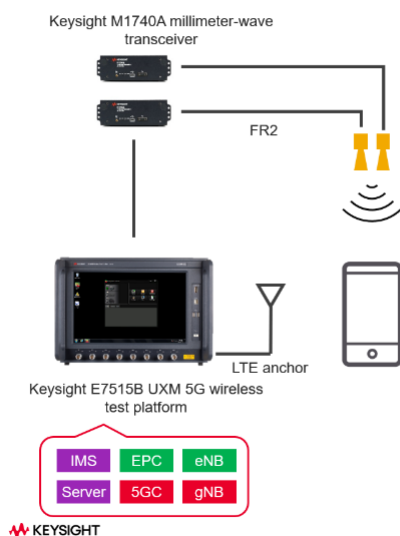 Keysight M1740A millimeter-wave
transceiver
FR2
LTE anchor
Keysight E7515B UXM 5G wireless
test platform
IMS EPC eNB
Server 5GC gNB
KEYSIGHT